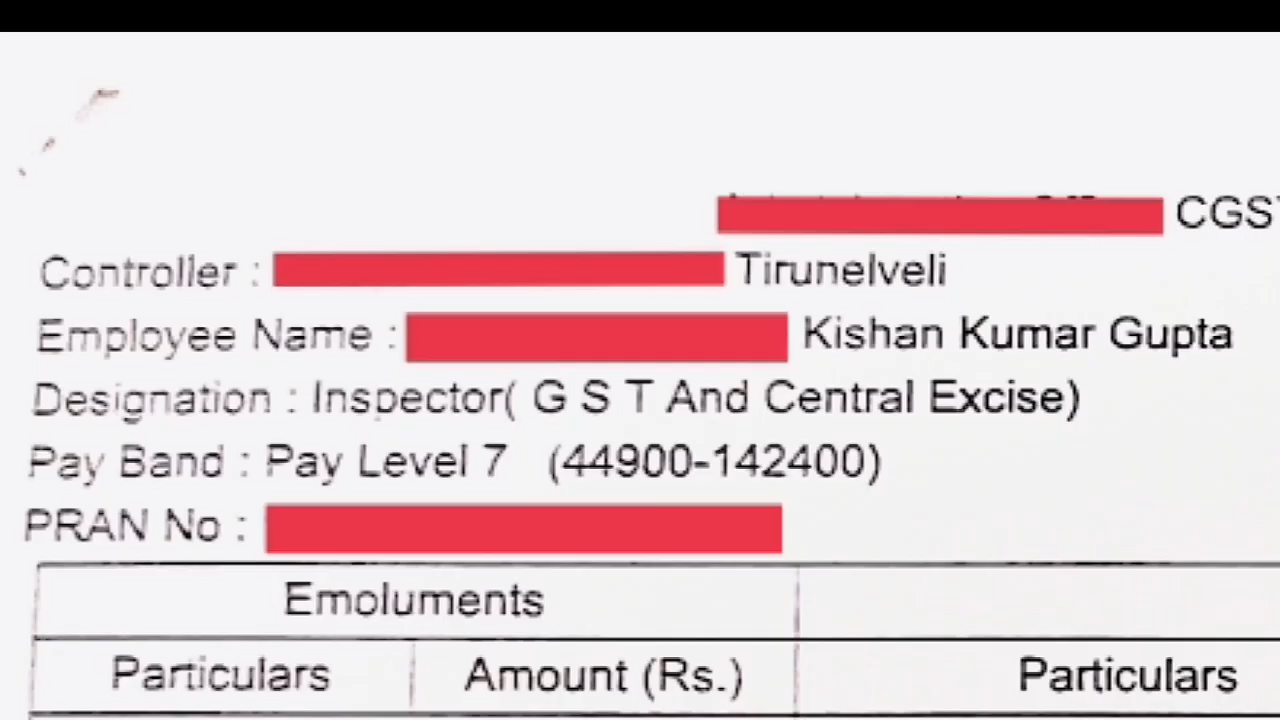 CGST
Controller : Tirunelveli
Employee Name : Kishan Kumar Gupta
Designation : Inspector( G S T And Central Excise)
Pay Band : Pay Level 7 (44900-142400)
PRAN No :
Emoluments
Particulars Amount (Rs.) Particulars